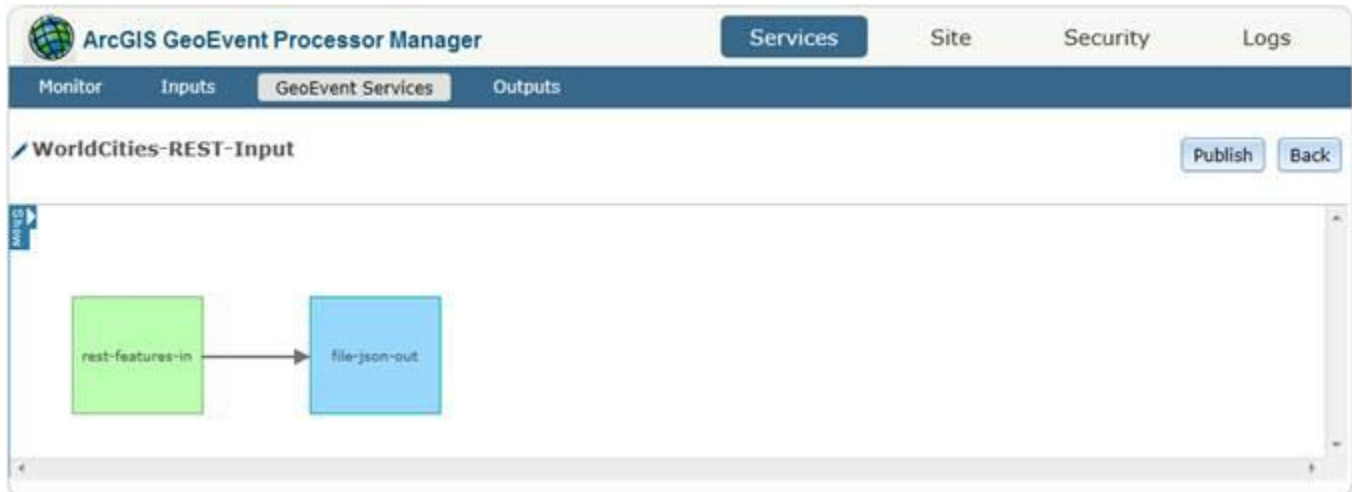 ArcGIS GeoEvent Processor Manager
Services Site Security Logs
Monitor Inputs GeoEvent Services Outputs
WorldCities-REST-Input
Publish Back
Show
rest-features-in
file-json-out